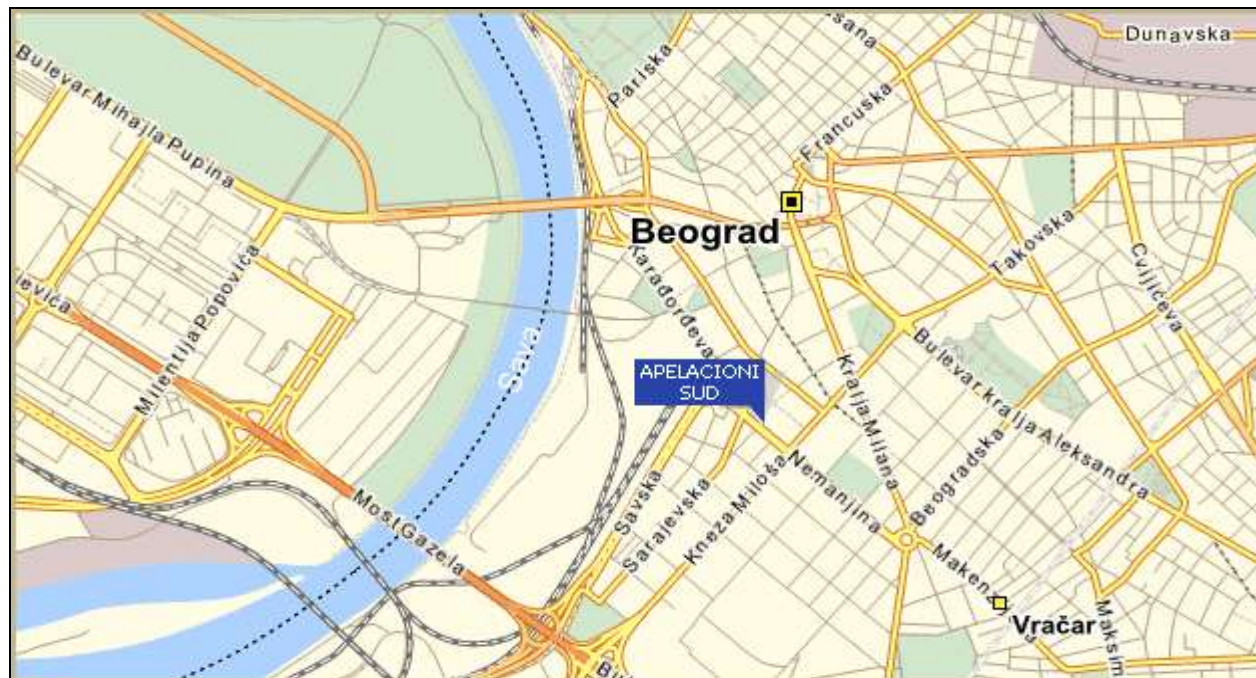 Bulevar Mihajla Pupina
Pariska
Francuska
Dunavska
Beograd
Takovska
Cvijićeva
Milentija Popovića
Karađorđeva
Sava
APELACIONI
SUD
Kralja Milana
Bulevar kralja Aleksandra
Beogradska
Nemanjina
Savska
Sarajevska
Kneza Miloša
Most Gazela
Vračar